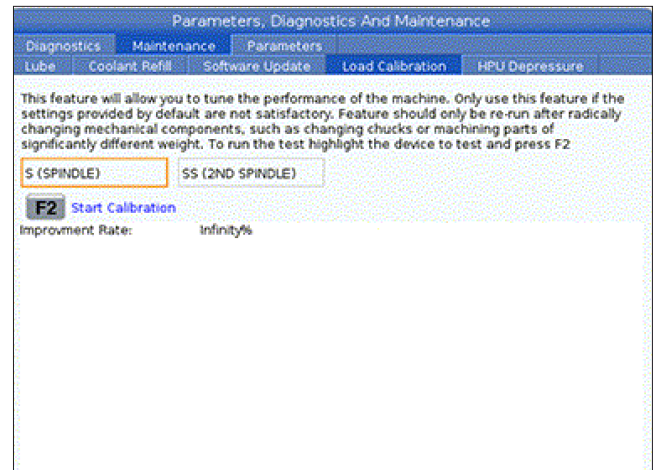 Parameters, Diagnostics And Maintenance
Diagnostics Maintenance Parameters
Lube Coolant Refill Software Update Load Calibration HPU Depressure
This feature will allow you to tune the performance of the machine. Only use this feature if the
settings provided by default are not satisfactory. Feature should only be re-run after radically
changing mechanical components, such as changing chucks or machining parts of
significantly different weight. To run the test highlight the device to test and press F2
S (SPINDLE) SS (2ND SPINDLE)
F2 Start Calibration
Improvment Rate: Infinity%